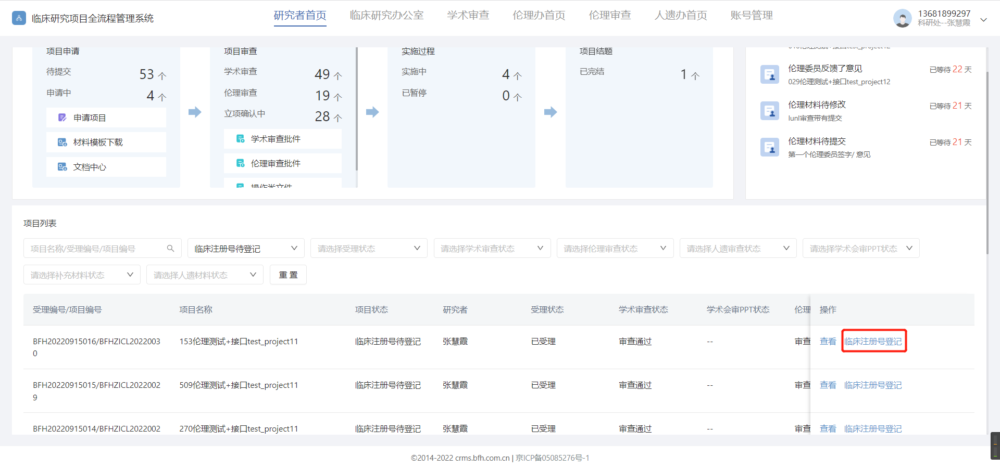 临床研究项目全流程管理系统
研究者首页 临床研究办公室 学术审查 伦理办首页 伦理审查 人遗办首页 账号管理
13681899297
科研处--张慧霞
项目申请
待提交 53 个
申请中 4 个
申请项目
材料模板下载
文档中心
项目审查
学术审查 49 个
伦理审查 19 个
立项确认中 28 个
学术审查批件
伦理审查批件
操作类文件
实施过程
实施中 4 个
已暂停 0 个
项目结题
已完结 1 个
伦理委员反馈了意见 已等待 22 天
029伦理测试+接口test_project12
伦理材料待修改 已等待 21 天
lunl审查带有提交
伦理材料待提交 已等待 21 天
第一个伦理委员签字/ 意见
项目列表
项目名称/受理编号/项目编号 临床注册号待登记 请选择受理状态 请选择学术审查状态 请选择伦理审查状态 请选择人遗审查状态 请选择学术会审PPT状态
请选择补充材料状态 请选择人遗材料状态 重 置
受理编号/项目编号 项目名称 项目状态 研究者 受理状态 学术审查状态 学术会审PPT状态 伦理 操作
BFH20220915016/BFHZICL2022003 153伦理测试+接口test_project11 临床注册号待登记 张慧霞 已受理 审查通过 -- 审查 查看 临床注册号登记
0
BFH20220915015/BFHZICL2022002 509伦理测试+接口test_project11 临床注册号待登记 张慧霞 已受理 审查通过 -- 审查 查看 临床注册号登记
9
BFH20220915014/BFHZICL2022002 270伦理测试+接口test_project11 临床注册号待登记 张慧霞 已受理 审查通过 -- 审查 查看 临床注册号登记
©2014-2022 crms.bfh.com.cn | 京ICP备05085276号-1